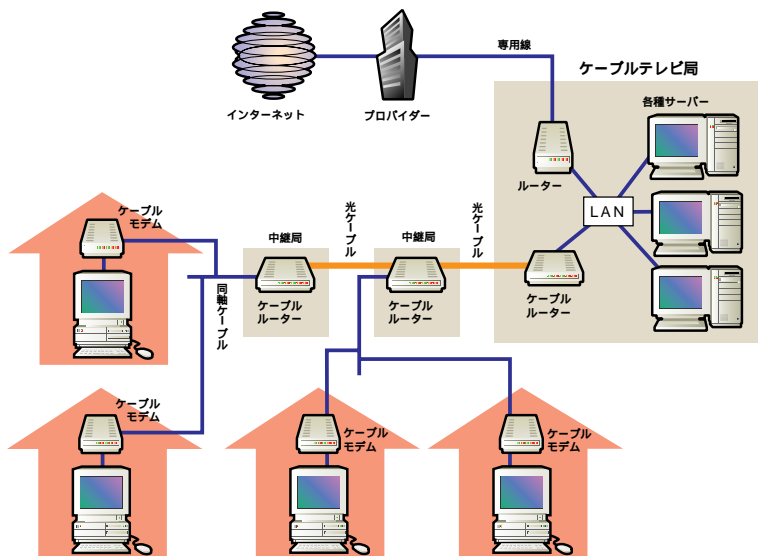 専用線
ケーブルテレビ局
インターネット
プロバイダー
各種サーバー
ルーター
LAN
ケーブル
モデム
中継局
光ケーブル
中継局
光ケーブル
ケーブル
ルーター
ケーブル
ルーター
ケーブル
ルーター
同軸ケーブル
ケーブル
モデム
ケーブル
モデム
ケーブル
モデム